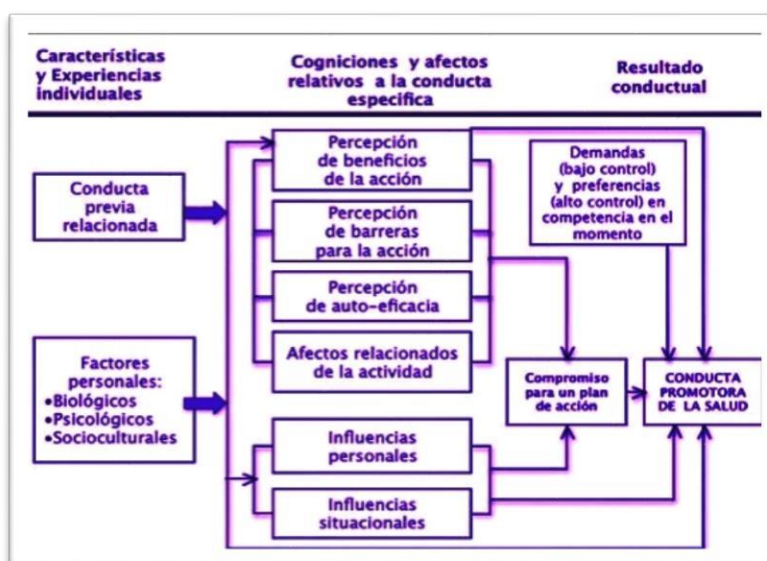 Características
y Experiencias
individuales
Cogniciones y afectos
relativos a la conducta
especifica
Resultado
conductual
Conducta
previa
relacionada
Factores
personales:
•Biológicos
•Psicológicos
•Socioculturales
Percepción
de beneficios
de la acción
Percepción
de barreras
para la acción
Percepción
de auto-eficacia
Afectos relacionados
de la actividad
Influencias
personales
Influencias
situacionales
Demandas
(bajo control)
y preferencias
(alto control) en
competencia en el
momento
Compromiso
para un plan
de acción
CONDUCTA
PROMOTORA
DE LA SALUD